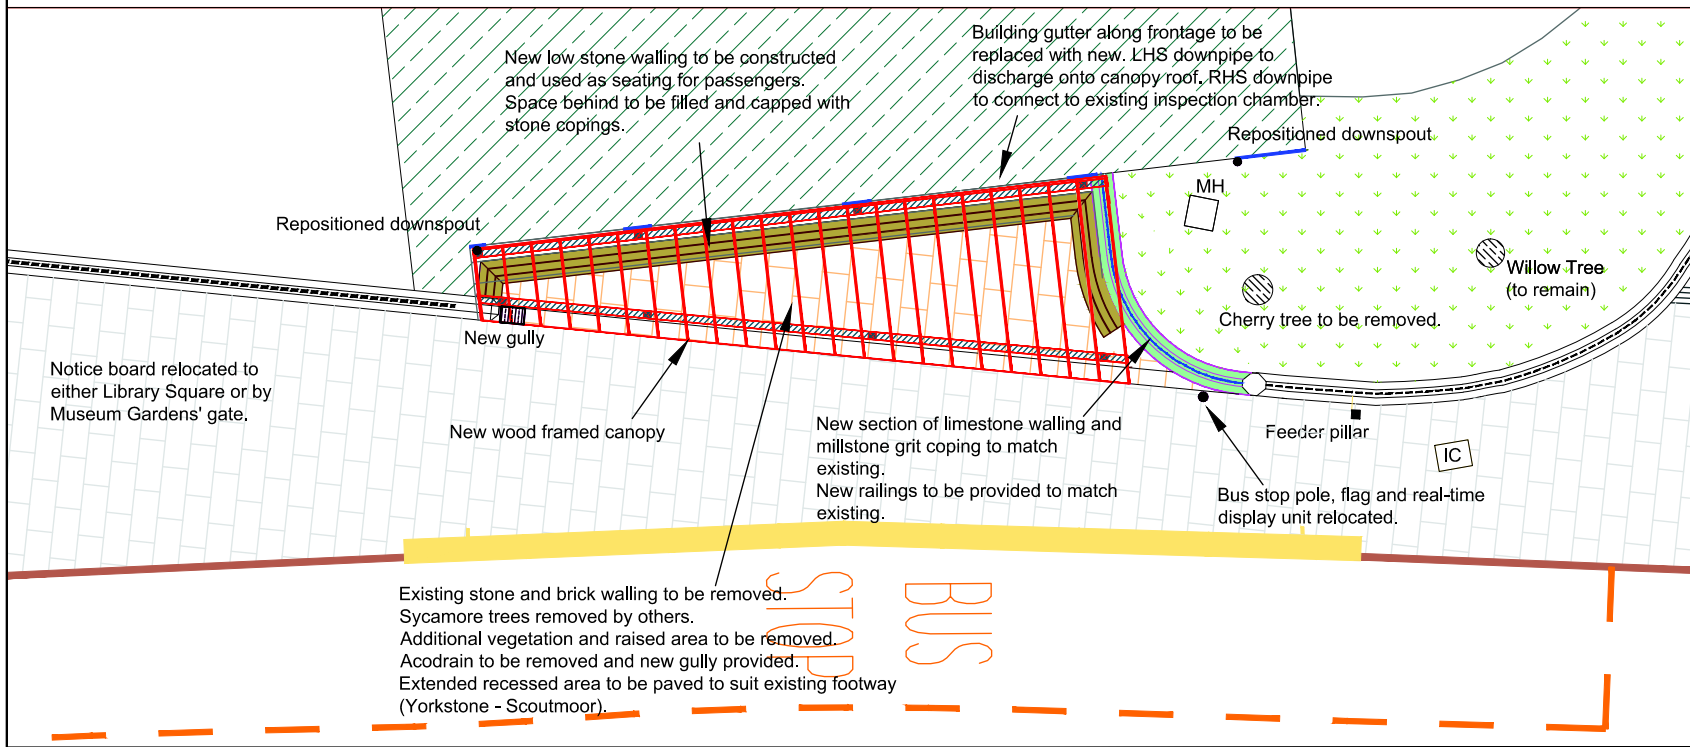 New low stone walling to be constructed
and used as seating for passengers.
Space behind to be filled and capped with
stone copings.
Building gutter along frontage to be
replaced with new. LHS downpipe to
discharge onto canopy roof. RHS downpipe
to connect to existing inspection chamber.
Repositioned downspout
MH
Repositioned downspout
Willow Tree
(to remain)
Cherry tree to be removed.
New gully
Notice board relocated to
either Library Square or by
Museum Gardens' gate.
New wood framed canopy
New section of limestone walling and
millstone grit coping to match
existing.
New railings to be provided to match
existing.
Feeder pillar
IC
Bus stop pole, flag and real-time
display unit relocated.
Existing stone and brick walling to be removed.
Sycamore trees removed by others.
Additional vegetation and raised area to be removed.
Acodrain to be removed and new gully provided.
Extended recessed area to be paved to suit existing footway
(Yorkstone - Scoutmoor).
BUS
STOP